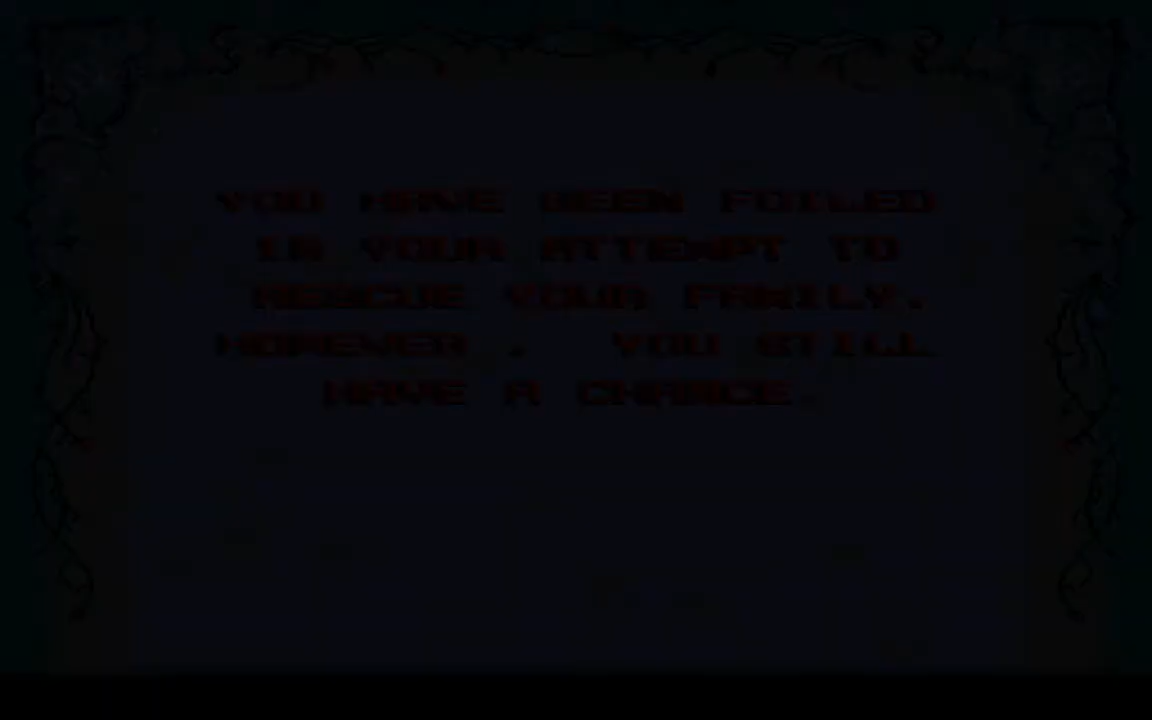 YOU HAVE BEEN FOILED
IN YOUR ATTEMPT TO
RESCUE YOUR FAMILY.
HOWEVER , YOU STILL
HAVE A CHANCE.